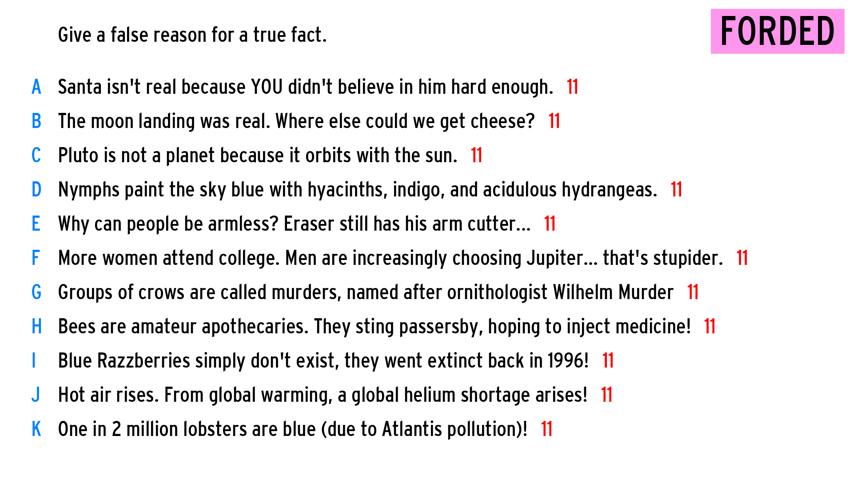 Give a false reason for a true fact.
FORDED
A Santa isn't real because YOU didn't believe in him hard enough. 11
B The moon landing was real. Where else could we get cheese? 11
C Pluto is not a planet because it orbits with the sun. 11
D Nymphs paint the sky blue with hyacinths, indigo, and acidulous hydrangeas. 11
E Why can people be armless? Eraser still has his arm cutter... 11
F More women attend college. Men are increasingly choosing Jupiter... that's stupider. 11
G Groups of crows are called murders, named after ornithologist Wilhelm Murder 11
H Bees are amateur apothecaries. They sting passersby, hoping to inject medicine! 11
I Blue Razzberries simply don't exist, they went extinct back in 1996! 11
J Hot air rises. From global warming, a global helium shortage arises! 11
K One in 2 million lobsters are blue (due to Atlantis pollution)! 11